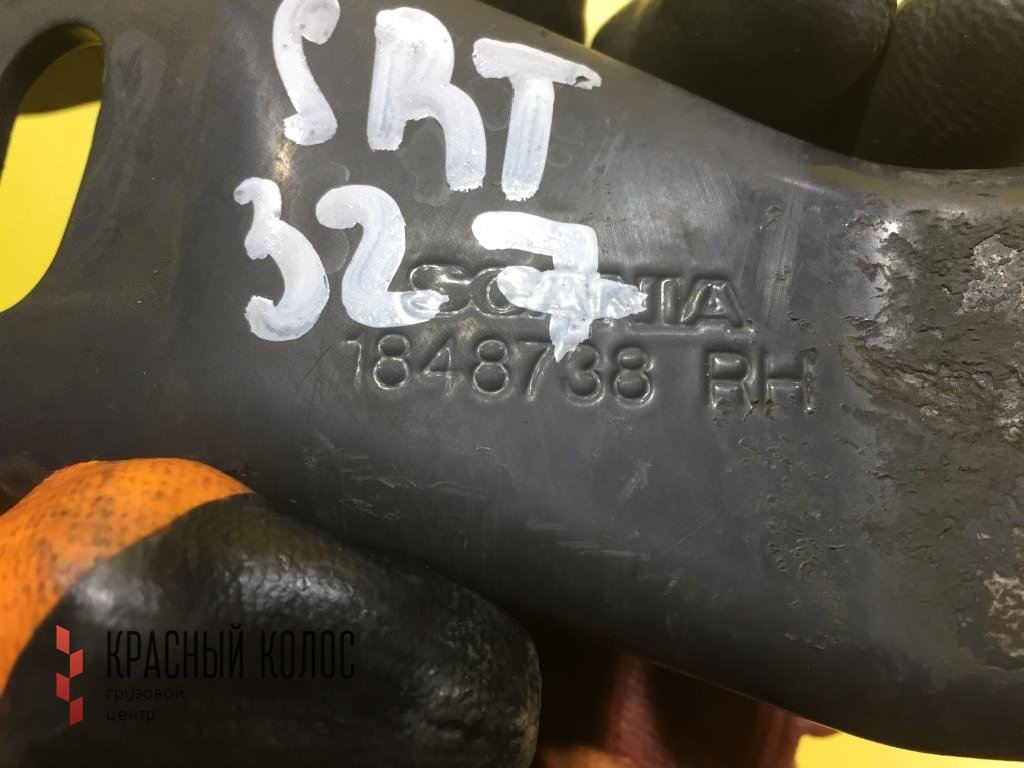 SRT
327
SCANIA
1848738 RH
КРАСНЫЙ КОЛОС
грузовой
центр